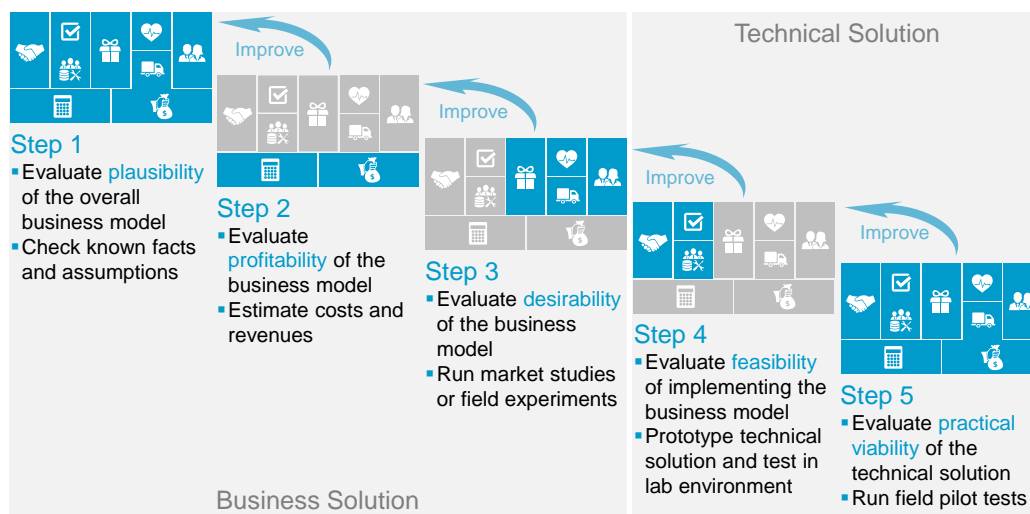 Technical Solution
Improve
Improve
Improve
Improve
Step 1
▪Evaluate plausibility
of the overall
business model
▪Check known facts
and assumptions
Step 2
▪Evaluate
profitability of the
business model
▪Estimate costs and
revenues
Step 3
▪Evaluate desirability
of the business
model
▪Run market studies
or field experiments
Step 4
▪Evaluate feasibility
of implementing the
business model
▪Prototype technical
solution and test in
lab environment
Step 5
▪Evaluate practical
viability of the
technical solution
▪Run field pilot tests
Business Solution